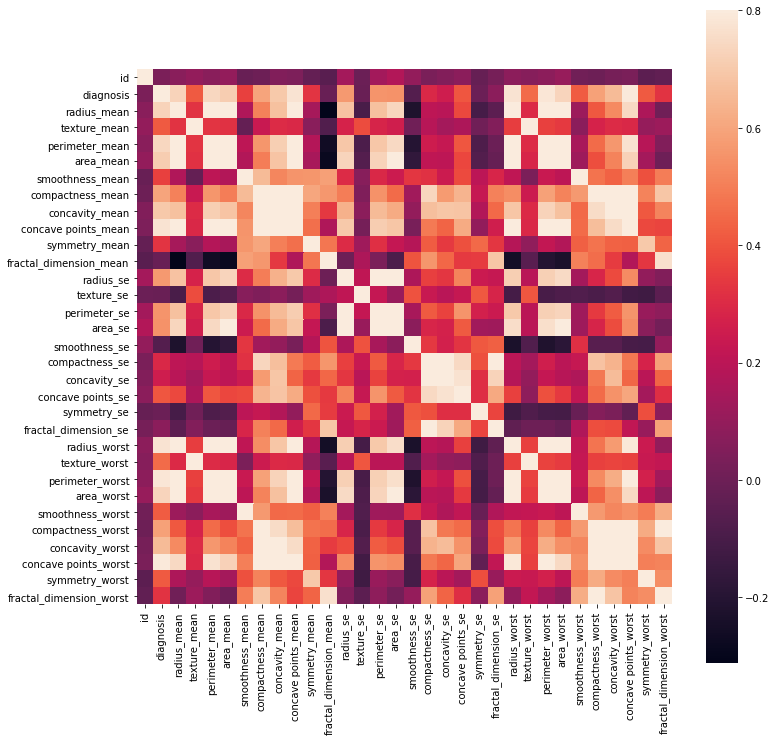 id
diagnosis
radius_mean
texture_mean
perimeter_mean
area_mean
smoothness_mean
compactness_mean
concavity_mean
concave points_mean
symmetry_mean
fractal_dimension_mean
radius_se
texture_se
perimeter_se
area_se
smoothness_se
compactness_se
concavity_se
concave points_se
symmetry_se
fractal_dimension_se
radius_worst
texture_worst
perimeter_worst
area_worst
smoothness_worst
compactness_worst
concavity_worst
concave points_worst
symmetry_worst
fractal_dimension_worst
id
diagnosis
radius_mean
texture_mean
perimeter_mean
area_mean
smoothness_mean
compactness_mean
concavity_mean
concave points_mean
symmetry_mean
fractal_dimension_mean
radius_se
texture_se
perimeter_se
area_se
smoothness_se
compactness_se
concavity_se
concave points_se
symmetry_se
fractal_dimension_se
radius_worst
texture_worst
perimeter_worst
area_worst
smoothness_worst
compactness_worst
concavity_worst
concave points_worst
symmetry_worst
fractal_dimension_worst
0.8
0.6
0.4
0.2
0.0
−0.2